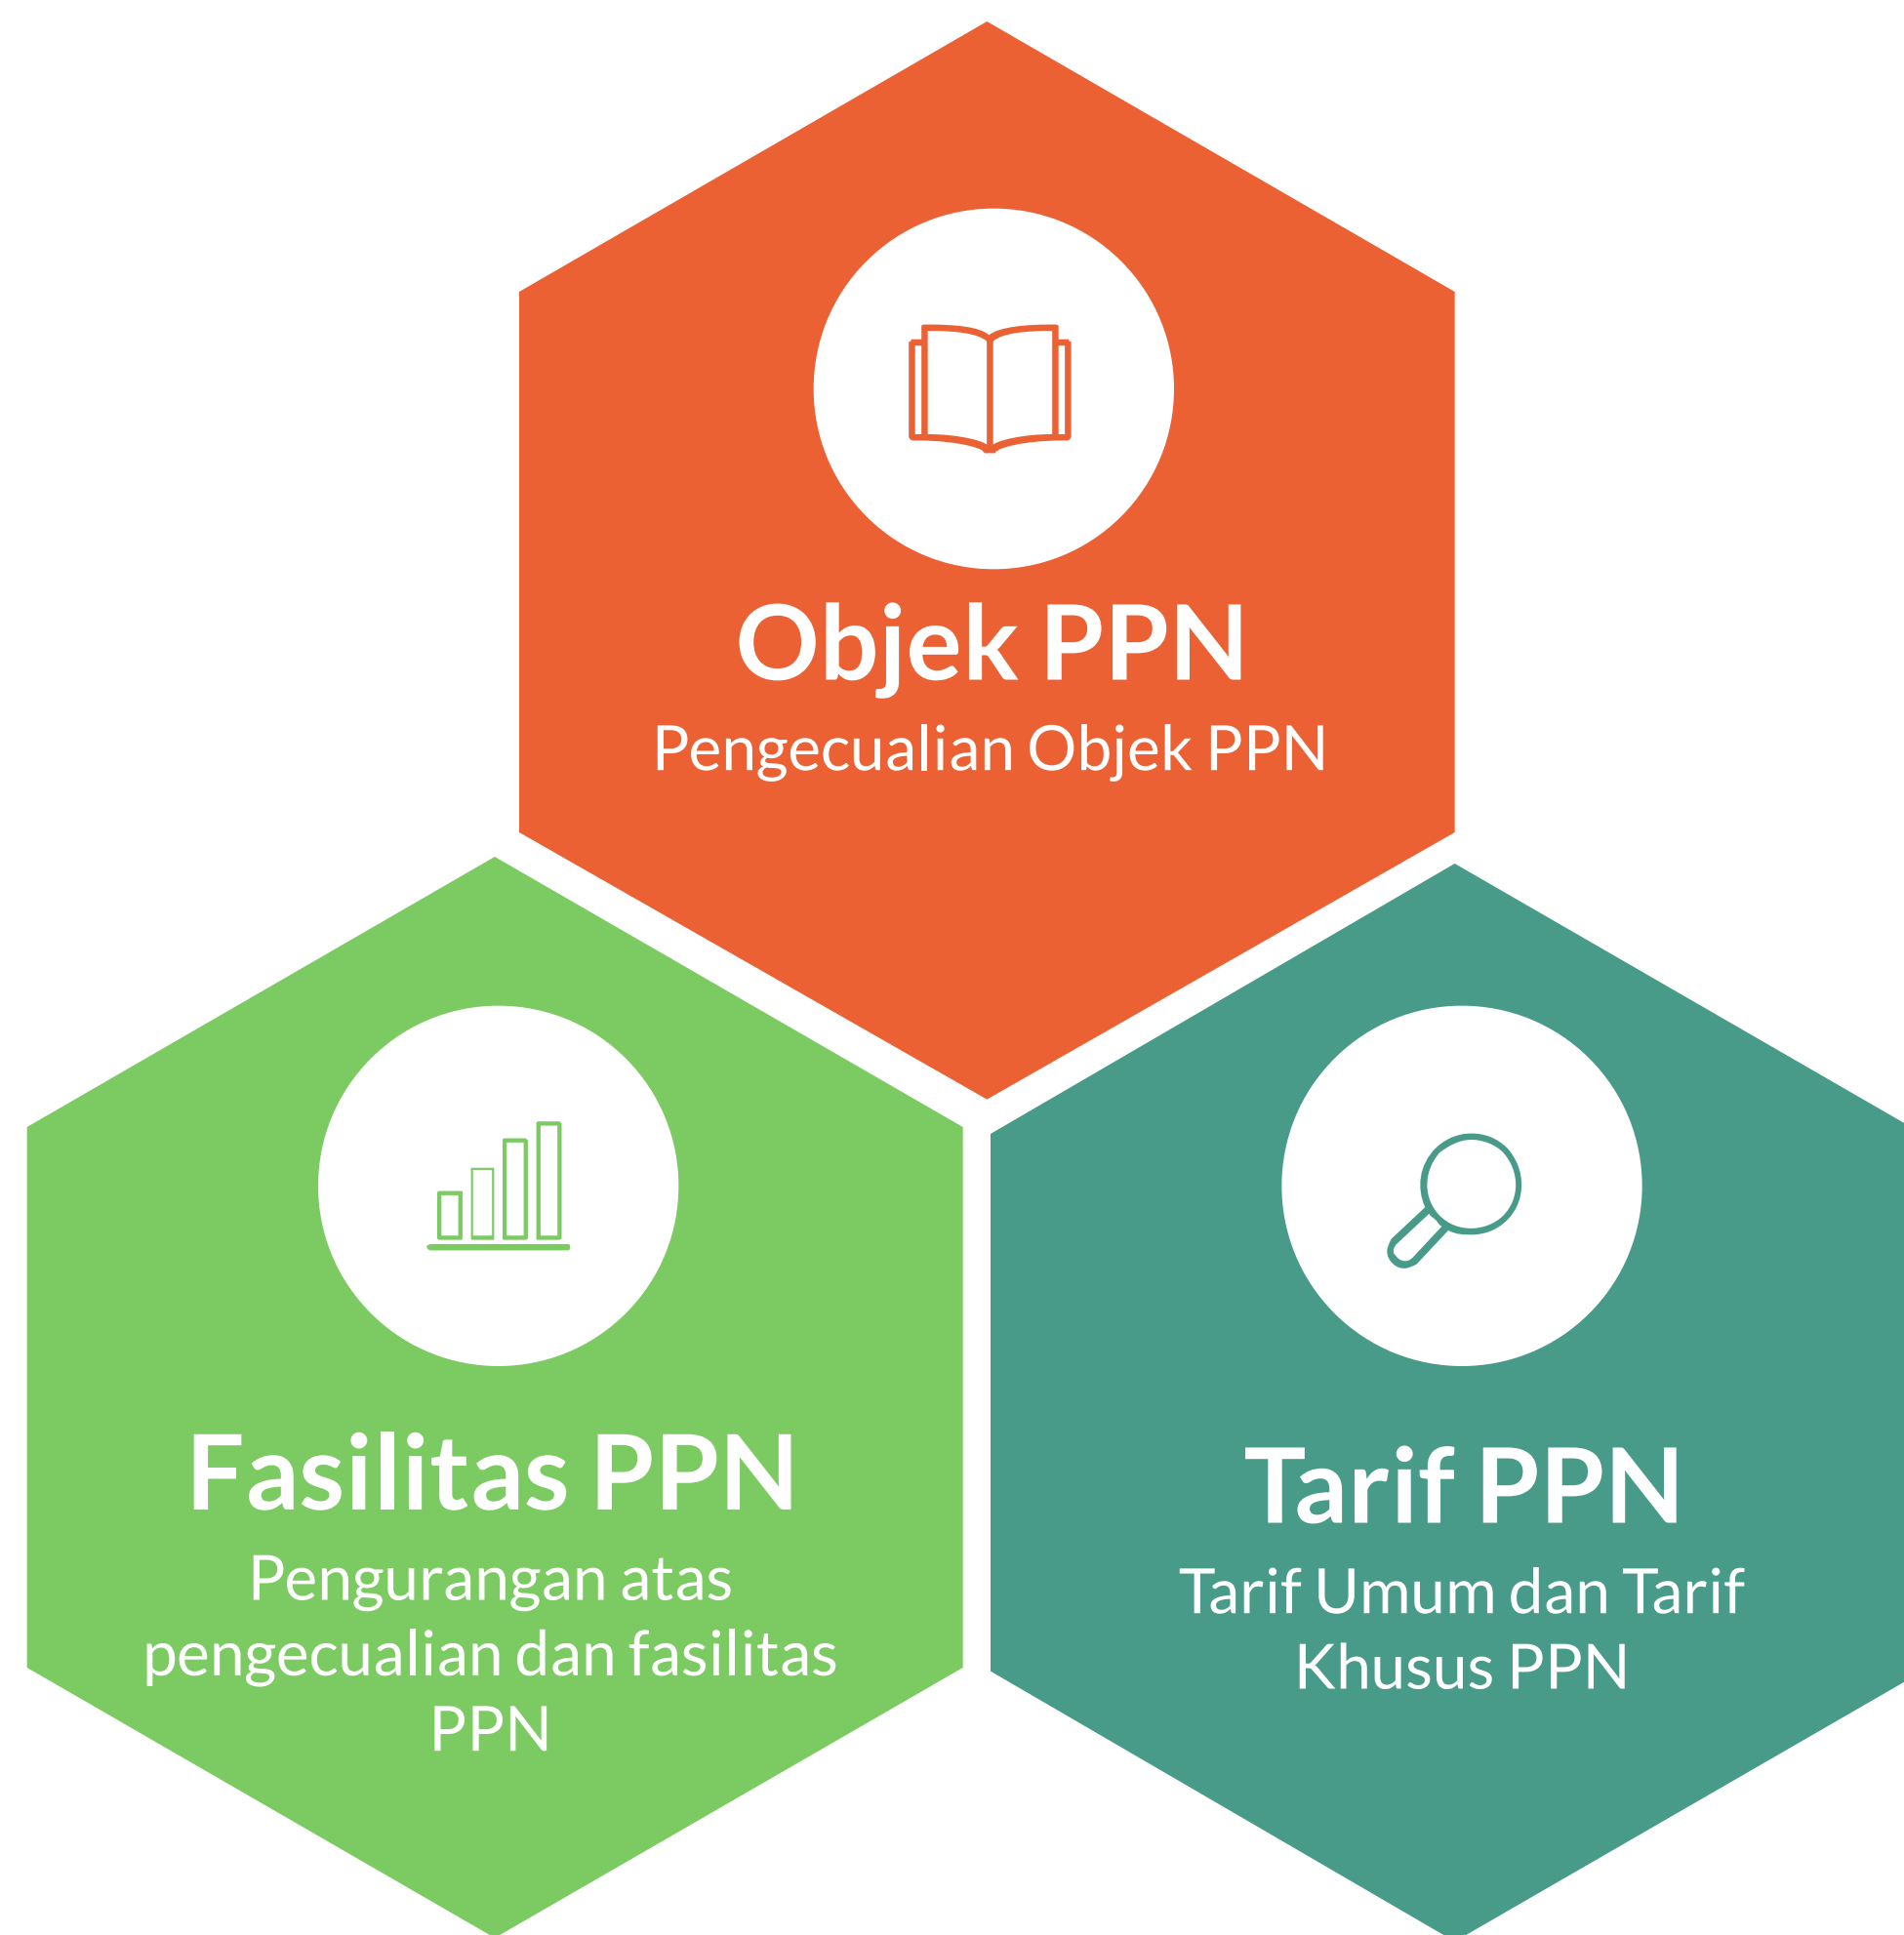 Objek PPN
Pengecualian Objek PPN
Fasilitas PPN
Pengurangan atas
pengecualian dan fasilitas
PPN
Tarif PPN
Tarif Umum dan Tarif
Khusus PPN